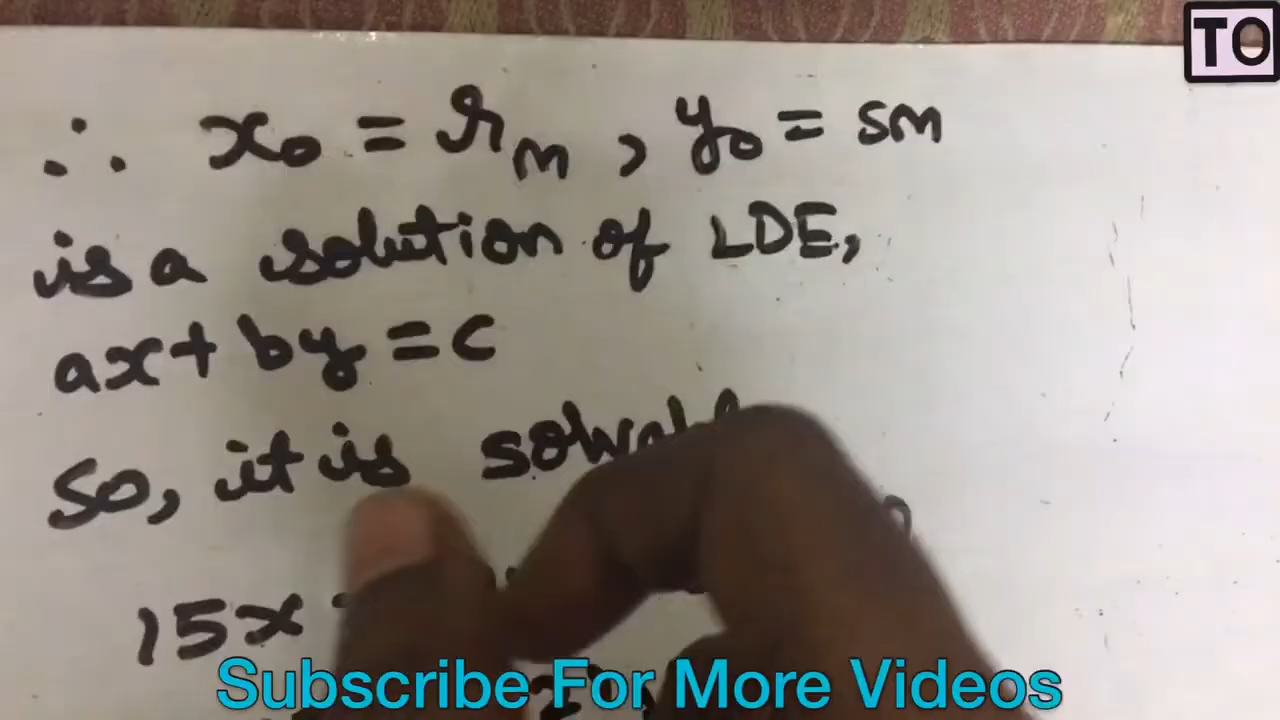 TO
∴ x₀ = rm, y₀ = sm
is a solution of LDE,
ax + by = c
So, it is
15x
Subscribe For More Videos